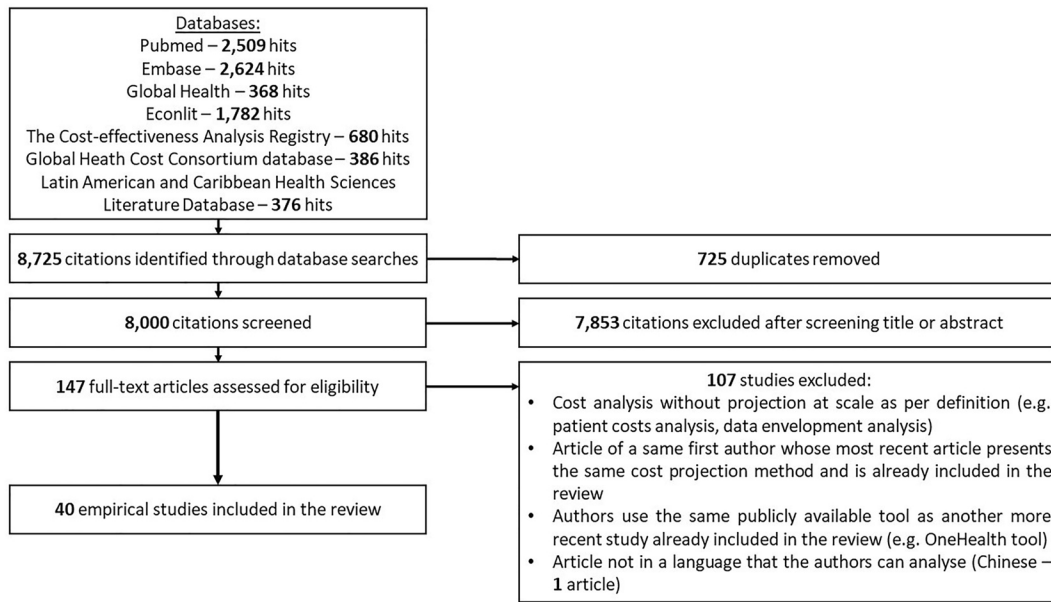 Databases:
Pubmed – 2,509 hits
Embase – 2,624 hits
Global Health – 368 hits
Econlit – 1,782 hits
The Cost-effectiveness Analysis Registry – 680 hits
Global Heath Cost Consortium database – 386 hits
Latin American and Caribbean Health Sciences
Literature Database – 376 hits
8,725 citations identified through database searches
725 duplicates removed
8,000 citations screened
7,853 citations excluded after screening title or abstract
147 full-text articles assessed for eligibility
107 studies excluded:
• Cost analysis without projection at scale as per definition (e.g.
patient costs analysis, data envelopment analysis)
• Article of a same first author whose most recent article presents
the same cost projection method and is already included in the
review
• Authors use the same publicly available tool as another more
recent study already included in the review (e.g. OneHealth tool)
• Article not in a language that the authors can analyse (Chinese –
1 article)
40 empirical studies included in the review